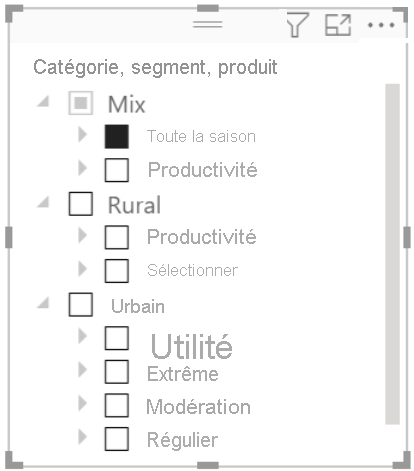 Catégorie, segment, produit
Mix
Toute la saison
Productivité
Rural
Productivité
Sélectionner
Urbain
Utilité
Extrême
Modération
Régulier